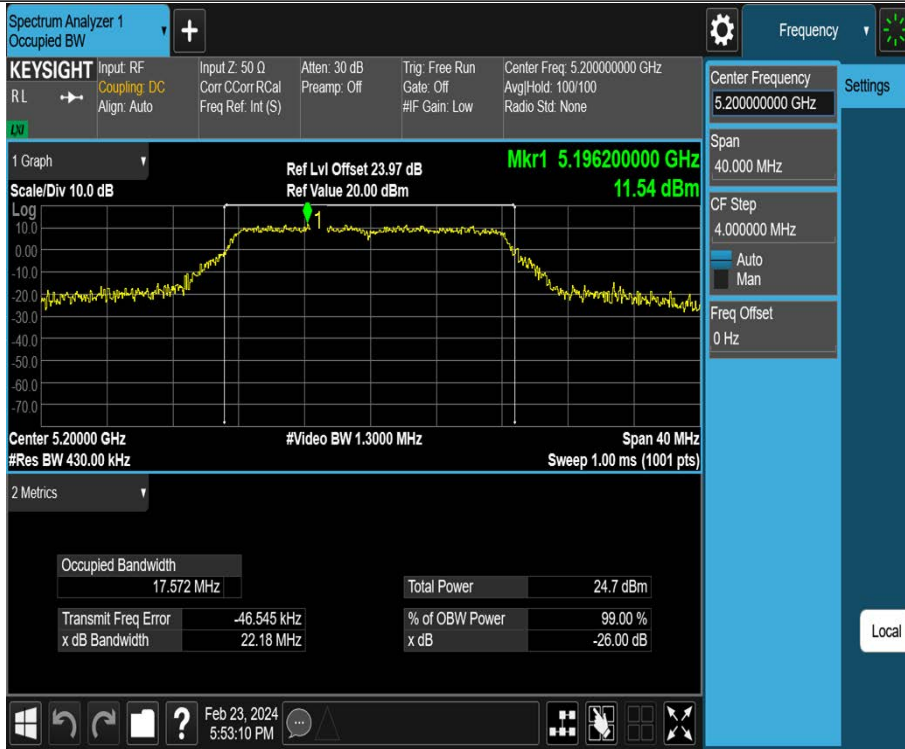 Spectrum Analyzer 1
Occupied BW
+
Frequency
KEYSIGHT
RL
LXI
Input: RF
Coupling: DC
Align: Auto
Input Z: 50 Ω
Corr CCorr RCal
Freq Ref: Int (S)
Atten: 30 dB
Preamp: Off
Trig: Free Run
Gate: Off
#IF Gain: Low
Center Freq: 5.200000000 GHz
Avg|Hold: 100/100
Radio Std: None
Center Frequency
5.200000000 GHz
Settings
Span
40.000 MHz
CF Step
4.000000 MHz
Auto
Man
Freq Offset
0 Hz
1 Graph
Scale/Div 10.0 dB
Ref Lvl Offset 23.97 dB
Ref Value 20.00 dBm
Mkr1 5.196200000 GHz
11.54 dBm
Log
1
10.0
0.00
-10.0
-20.0
-30.0
-40.0
-50.0
-60.0
-70.0
Center 5.20000 GHz
#Video BW 1.3000 MHz
Span 40 MHz
#Res BW 430.00 kHz
Sweep 1.00 ms (1001 pts)
2 Metrics
Occupied Bandwidth
17.572 MHz
Total Power 24.7 dBm
Transmit Freq Error -46.545 kHz
% of OBW Power 99.00 %
x dB Bandwidth 22.18 MHz
x dB -26.00 dB
Local
?
Feb 23, 2024
5:53:10 PM